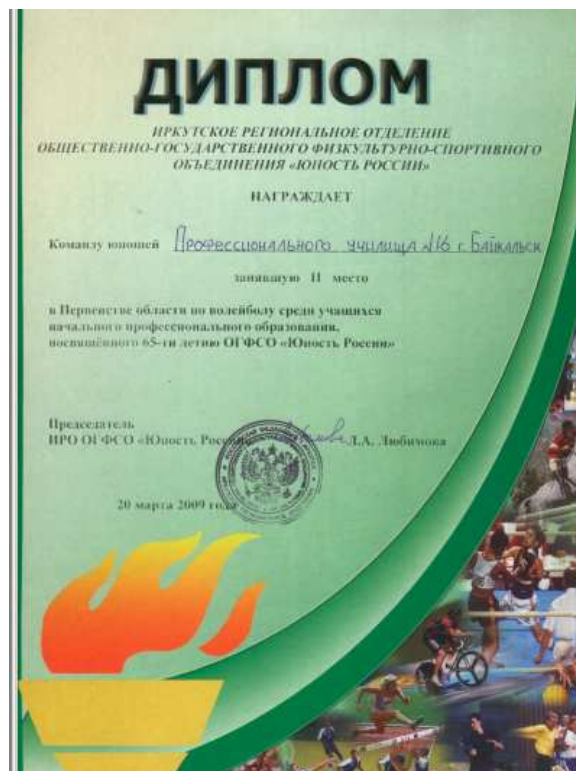 ДИПЛОМ
ИРКУТСКОЕ РЕГИОНАЛЬНОЕ ОТДЕЛЕНИЕ
ОБЩЕСТВЕННО-ГОСУДАРСТВЕННОГО ФИЗКУЛЬТУРНО-СПОРТИВНОГО
ОБЪЕДИНЕНИЯ «ЮНОСТЬ РОССИИ»
НАГРАЖДАЕТ
Команду юношей Профессионального училища №16 г. Байкальск
занявшую II место
в Первенстве области по волейболу среди учащихся
начального профессионального образования,
посвящённого 65-ти летию ОГФСО «Юность России»
Председатель
ИРО ОГФСО «Юность России» Л.А. Любимова
20 марта 2009 года